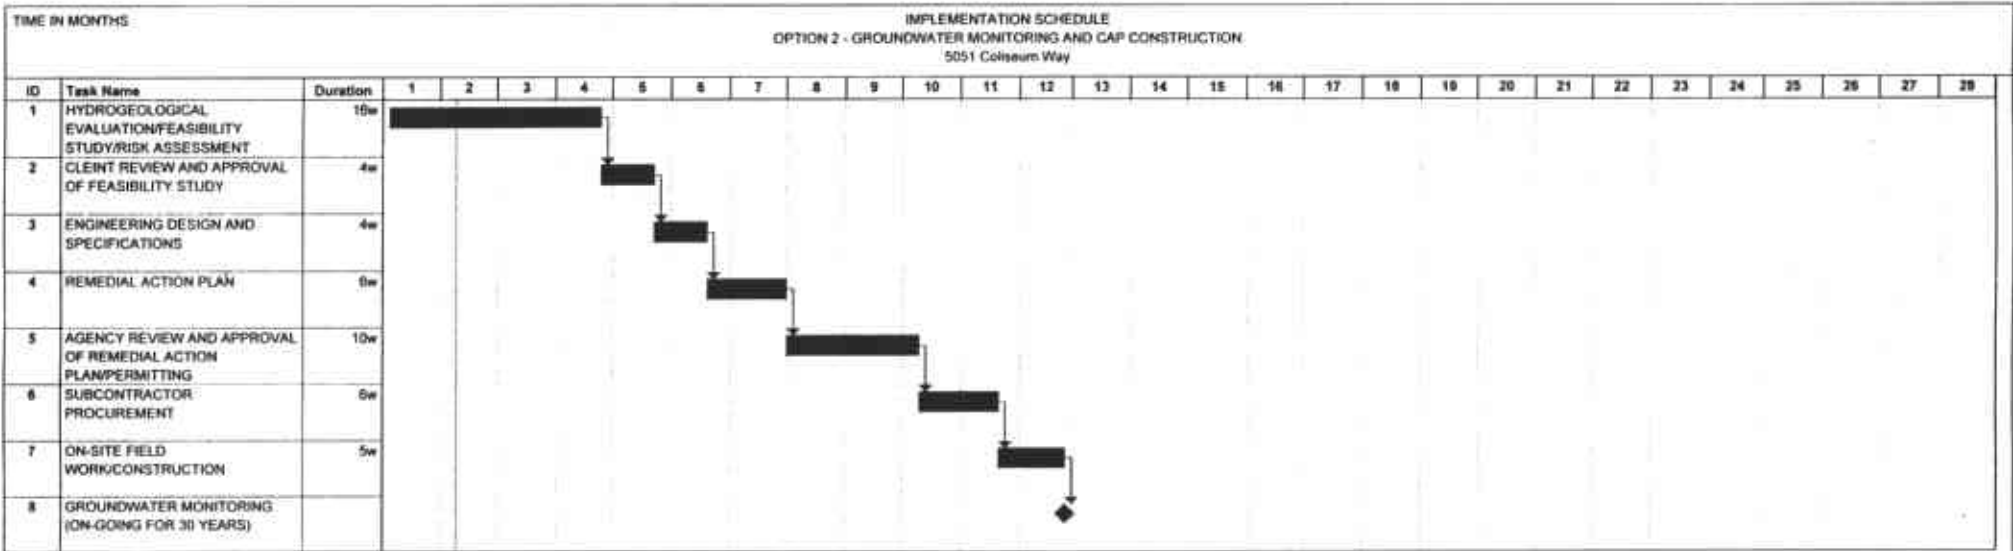 TIME IN MONTHS
IMPLEMENTATION SCHEDULE
OPTION 2 - GROUNDWATER MONITORING AND CAP CONSTRUCTION
5051 Coliseum Way
ID Task Name Duration 1 2 3 4 5 6 7 8 9 10 11 12 13 14 15 16 17 18 19 20 21 22 23 24 25 26 27 28
1 HYDROGEOLOGICAL 16w
EVALUATION/FEASIBILITY
STUDY/RISK ASSESSMENT
2 CLEINT REVIEW AND APPROVAL 4w
OF FEASIBILITY STUDY
3 ENGINEERING DESIGN AND 4w
SPECIFICATIONS
4 REMEDIAL ACTION PLAN 6w
5 AGENCY REVIEW AND APPROVAL 10w
OF REMEDIAL ACTION
PLAN/PERMITTING
6 SUBCONTRACTOR 6w
PROCUREMENT
7 ON-SITE FIELD 5w
WORK/CONSTRUCTION
8 GROUNDWATER MONITORING
(ON-GOING FOR 30 YEARS)